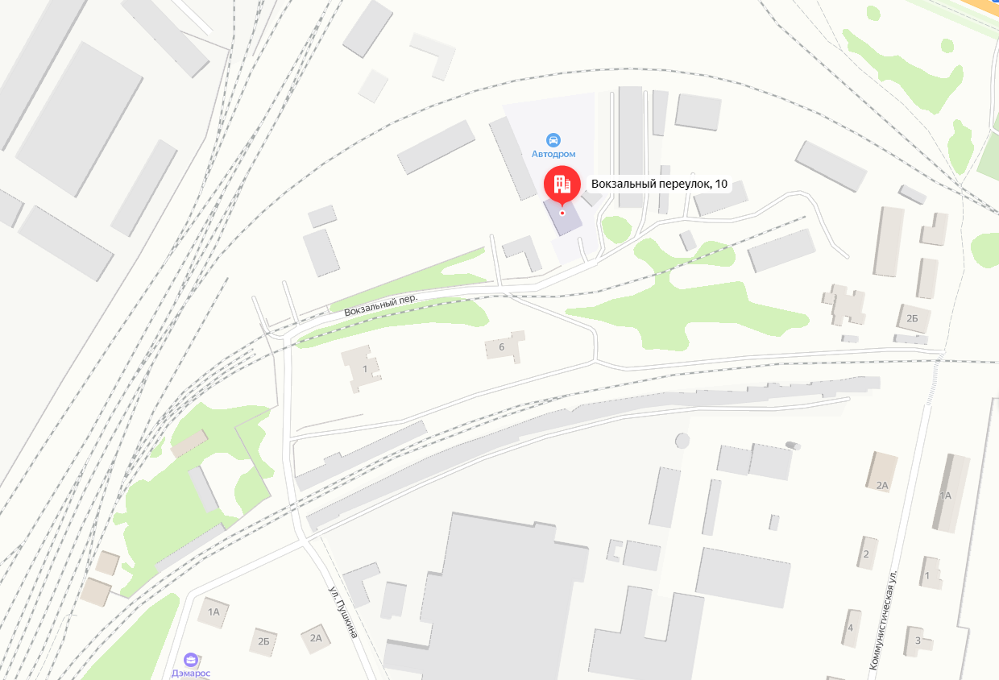 Автодром
Вокзальный переулок, 10
Вокзальный пер.
2Б
6
1
2А
1А
2
1
ул. Пушкина
Коммунистическая ул.
1А
2Б
2А
4
3
Дэмарос